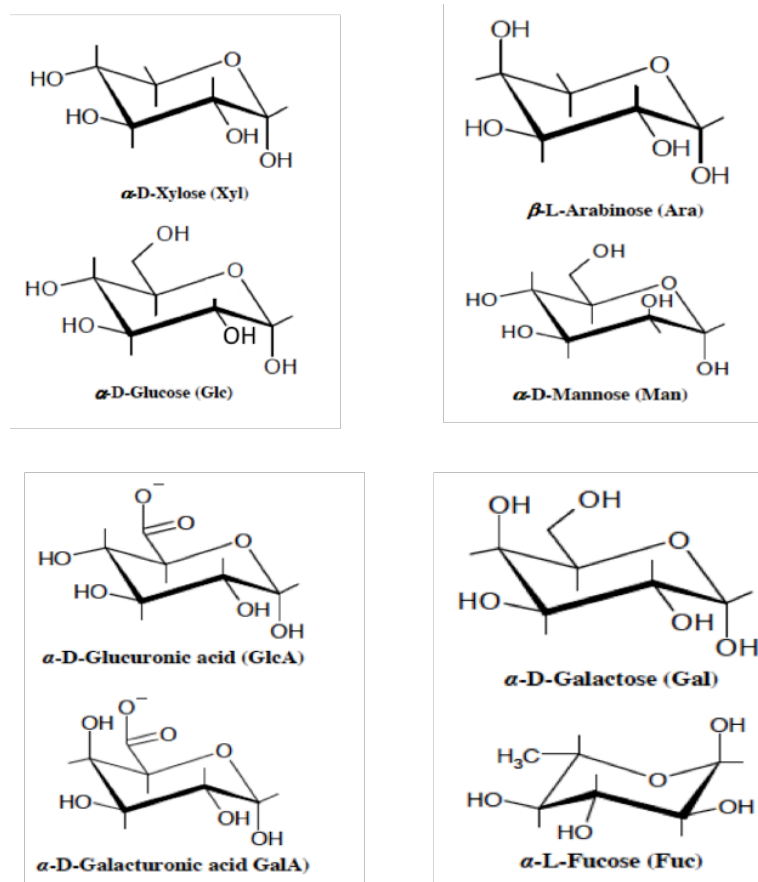 O
HO
HO
OH
OH
α-D-Xylose (Xyl)
OH
O
HO
OH
OH
β-L-Arabinose (Ara)
OH
O
HO
HO
OH
OH
α-D-Glucose (Glc)
OH
O
HO
OH
HO
OH
α-D-Mannose (Man)
O⁻
O
O
HO
HO
OH
OH
α-D-Glucuronic acid (GlcA)
OH
OH
O
HO
OH
OH
α-D-Galactose (Gal)
O⁻
OH
O
O
HO
OH
OH
α-D-Galacturonic acid GalA)
OH
H₃C
O
HO
OH
HO
α-L-Fucose (Fuc)